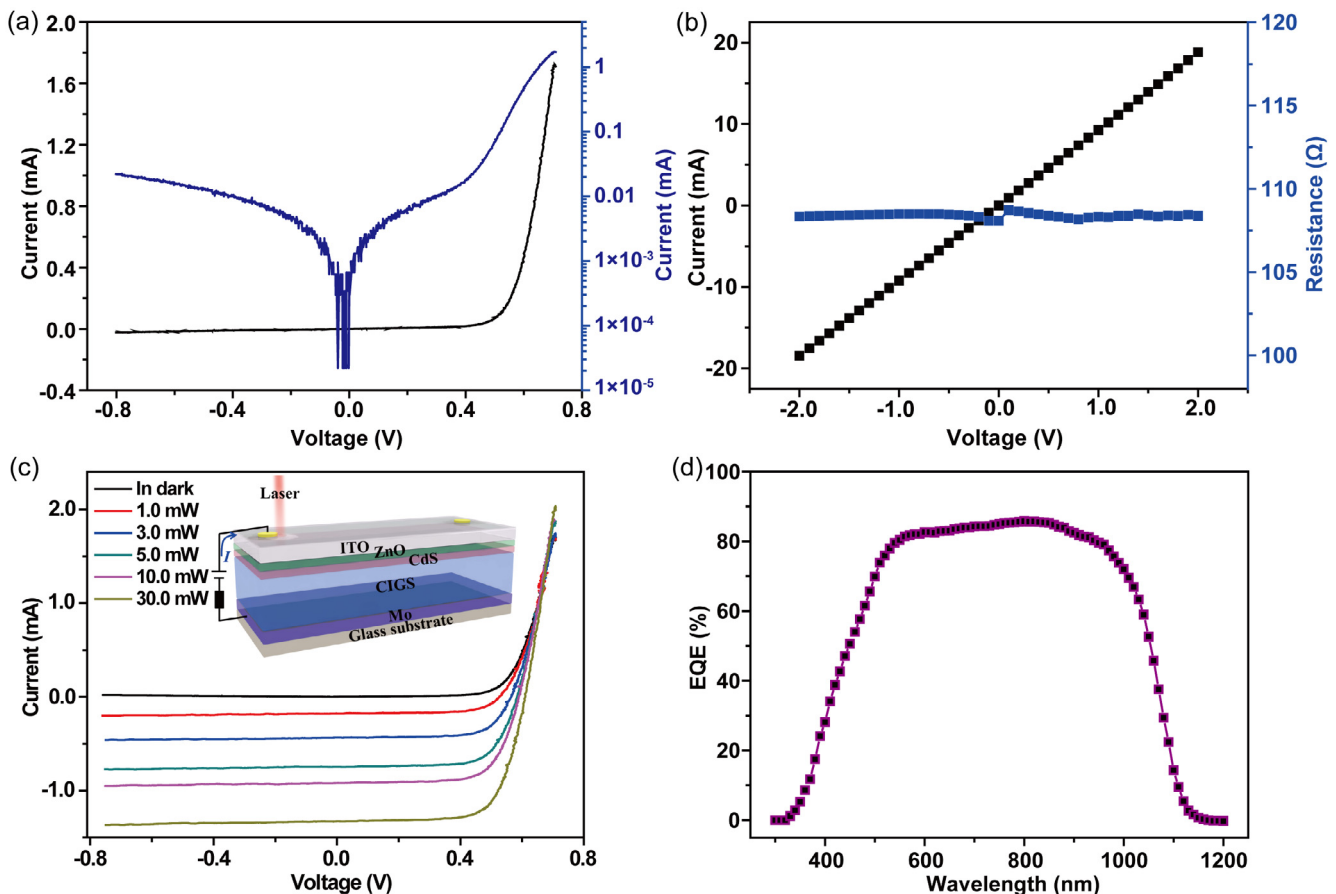 (a)
2.0
1.6
1.2
0.8
0.4
0.0
-0.4
Current (mA)
1
0.1
0.01
1×10-3
1×10-4
1×10-5
Current (mA)
-0.8
-0.4
0.0
0.4
0.8
Voltage (V)
(b)
20
10
0
-10
-20
Current (mA)
120
115
110
105
100
Resistance (Ω)
-2.0
-1.0
0.0
1.0
2.0
Voltage (V)
(c)
2.0
1.0
0.0
-1.0
Current (mA)
In dark
1.0 mW
3.0 mW
5.0 mW
10.0 mW
30.0 mW
Laser
I
ITO
ZnO
CdS
CIGS
Mo
Glass substrate
-0.8
-0.4
0.0
0.4
0.8
Voltage (V)
(d)
100
80
60
40
20
0
EQE (%)
400
600
800
1000
1200
Wavelength (nm)